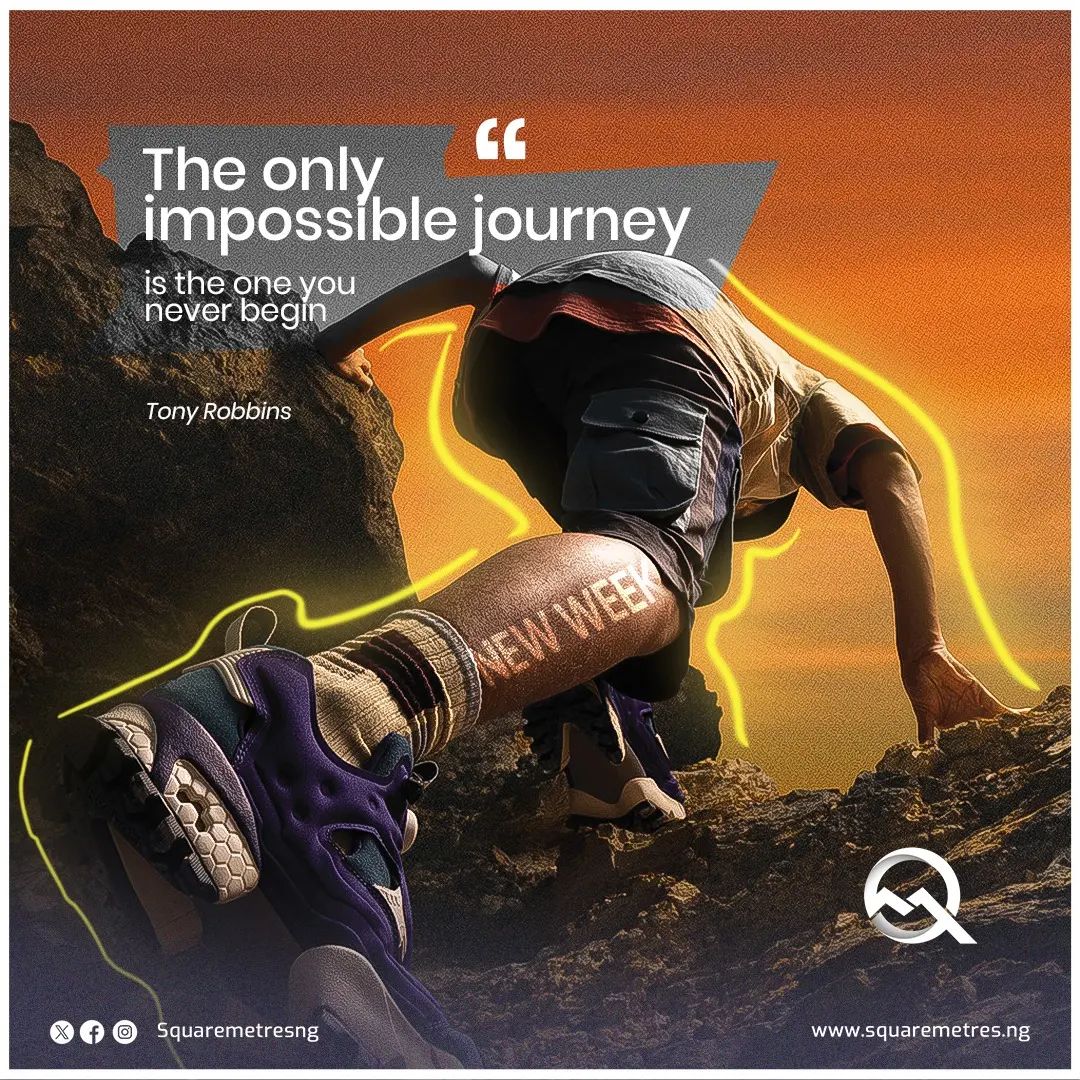 “
The only
impossible journey
is the one you
never begin
Tony Robbins
NEW WEEK
Squaremetresng
www.squaremetres.ng